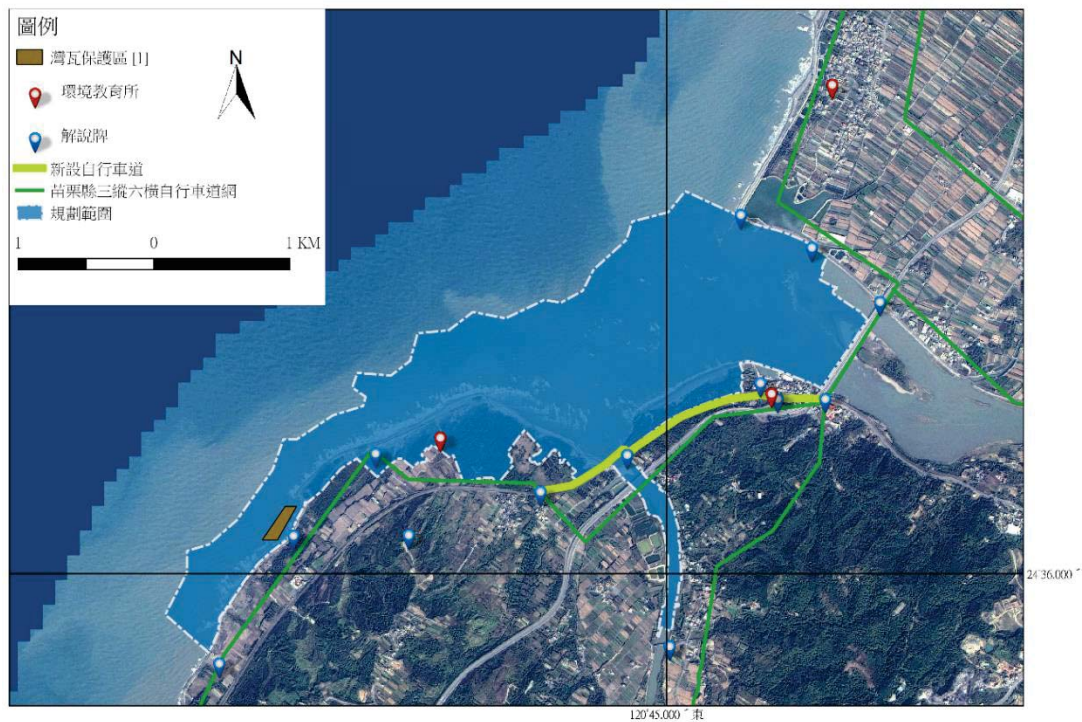 圖例
灣瓦保護區 [1]
N
環境教育所
解說牌
新設自行車道
苗栗縣三縱六橫自行車道網
規劃範圍
1 0 1 KM
24°36.000´
120°45.000´東